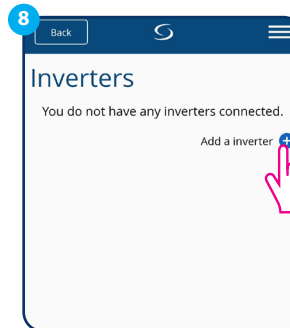 8
Back
Inverters
You do not have any inverters connected.
Add a inverter